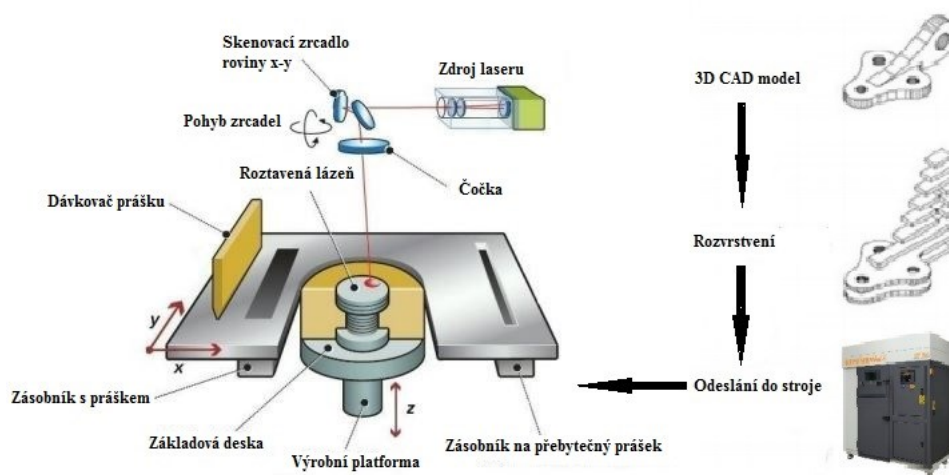 Skenovací zrcadlo
roviny x-y
Zdroj laseru
Pohyb zrcadel
Roztavená lázeň
Čočka
Dávkovač prášku
y
x
z
Zásobník s práškem
Základová deska
Výrobní platforma
Zásobník na přebytečný prášek
3D CAD model
Rozvrstvení
Odeslání do stroje